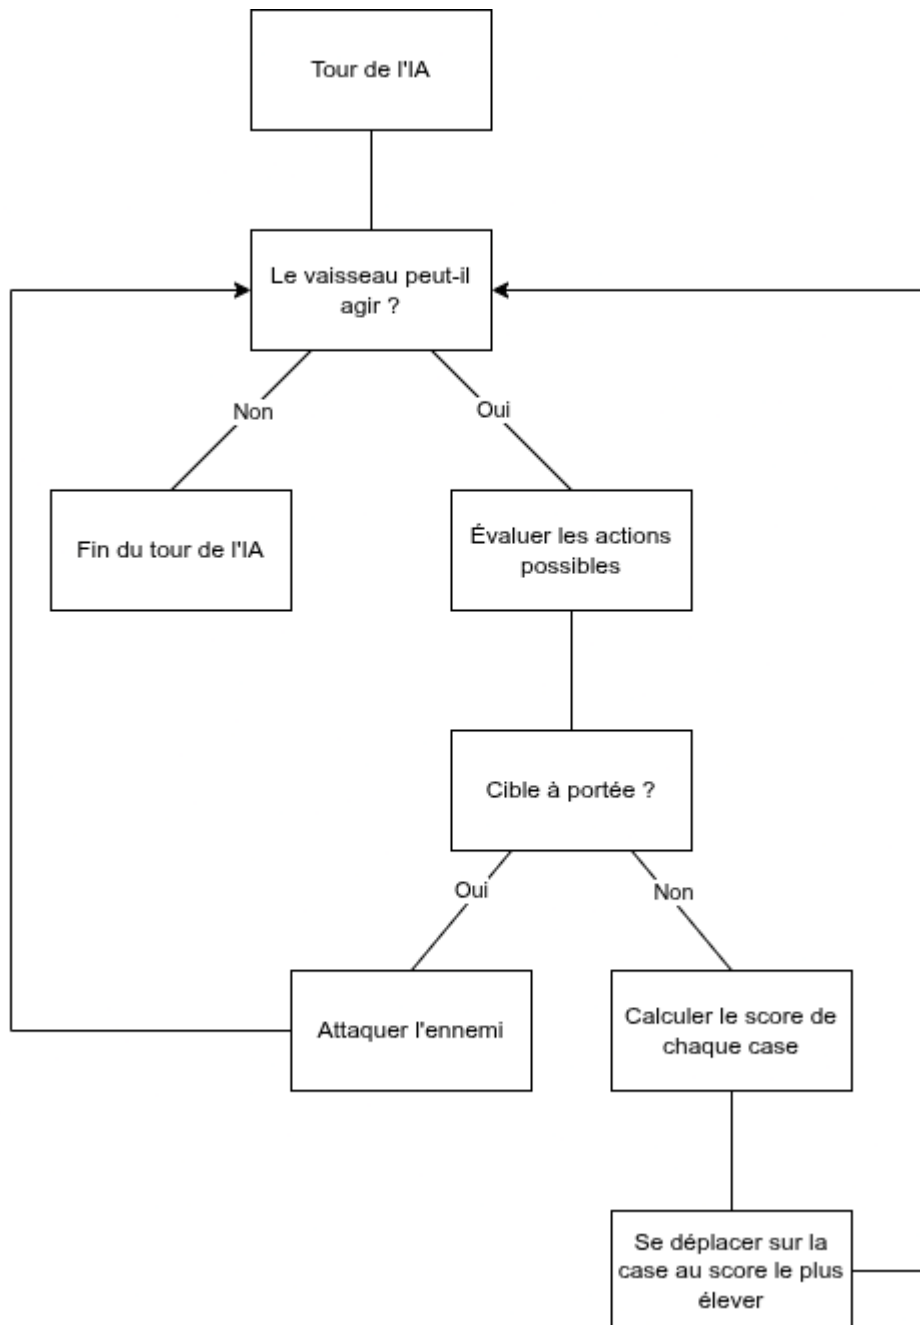 Tour de l'IA
Le vaisseau peut-il
agir ?
Non
Oui
Fin du tour de l'IA
Évaluer les actions
possibles
Cible à portée ?
Oui
Non
Attaquer l'ennemi
Calculer le score de
chaque case
Se déplacer sur la
case au score le plus
élever